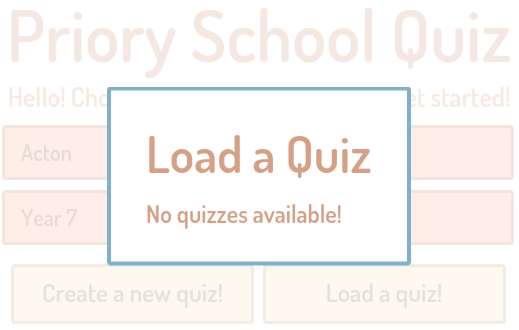 Priory School Quiz
Hello! Cho et started!
Load a Quiz
No quizzes available!
Acton
Year 7
Create a new quiz!
Load a quiz!